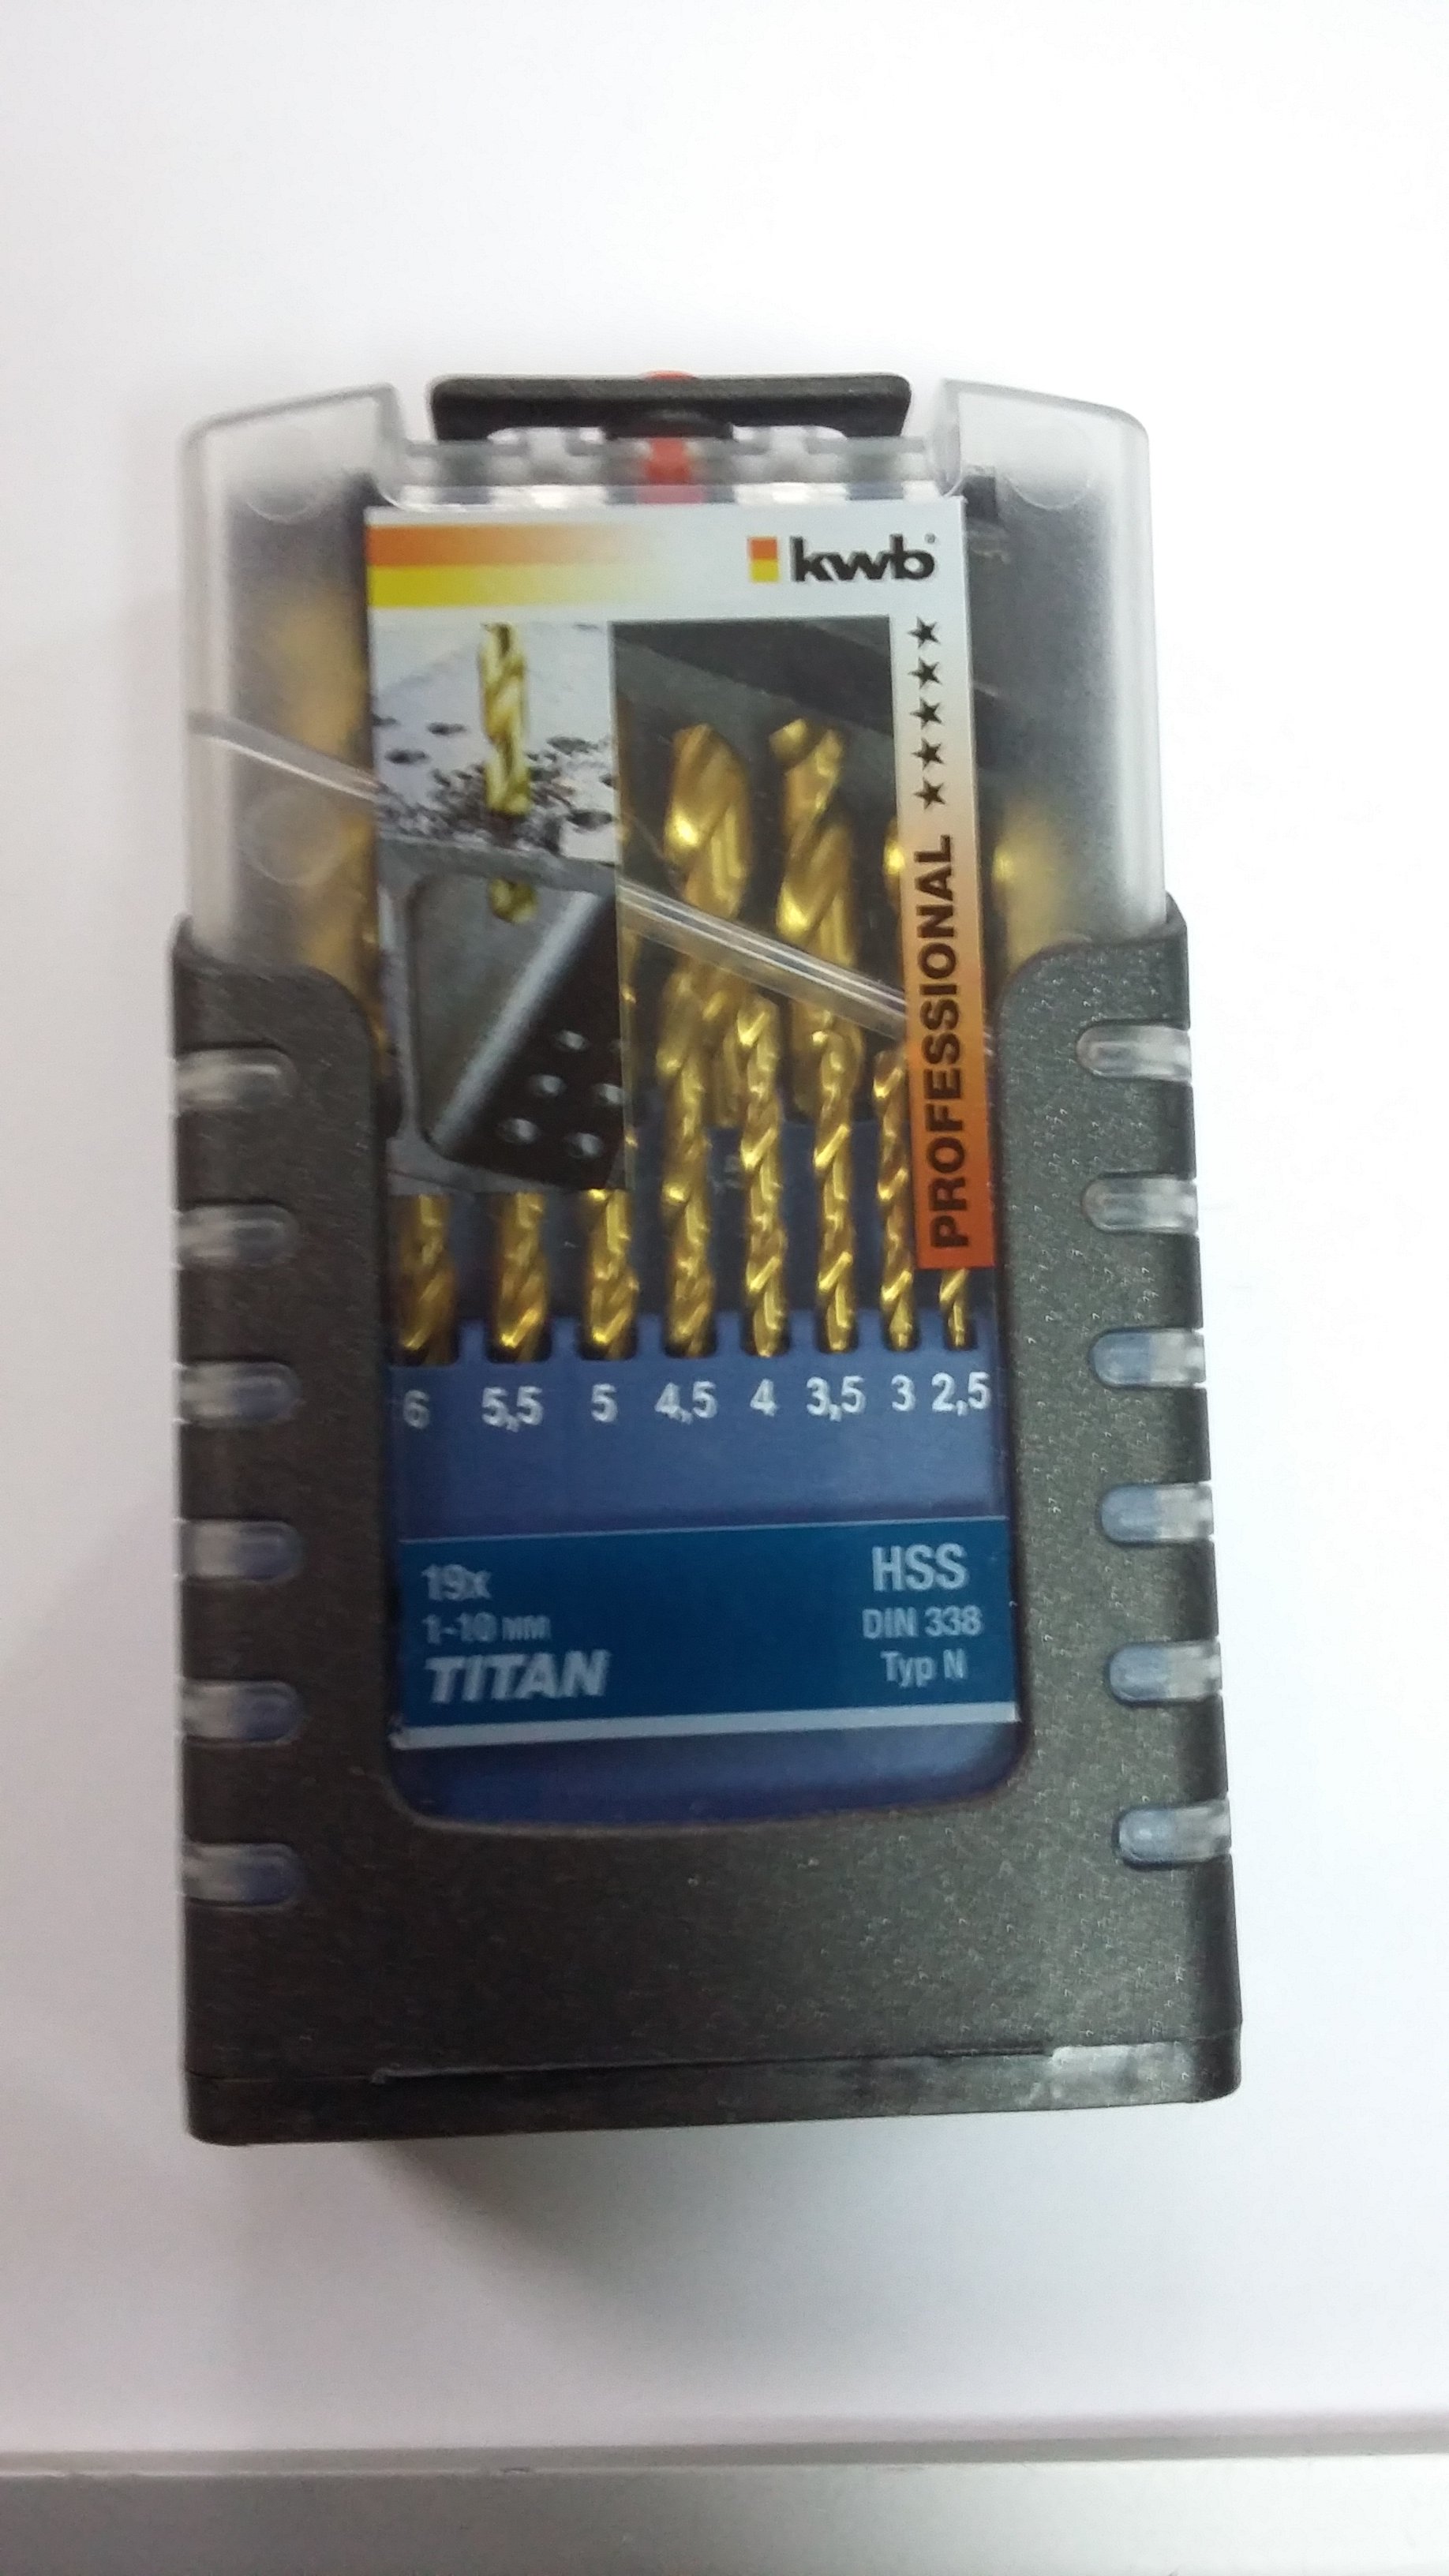 kwb®
PROFESSIONAL ★★★★★
6 5,5 5 4,5 4 3,5 3 2,5
19x
1-10 мм
TITAN
HSS
DIN 338
Typ N